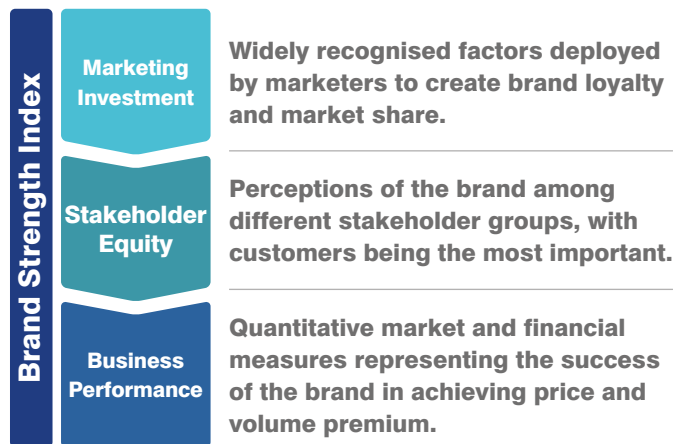 Brand Strength Index
Marketing
Investment
Widely recognised factors deployed
by marketers to create brand loyalty
and market share.
Stakeholder
Equity
Perceptions of the brand among
different stakeholder groups, with
customers being the most important.
Business
Performance
Quantitative market and financial
measures representing the success
of the brand in achieving price and
volume premium.